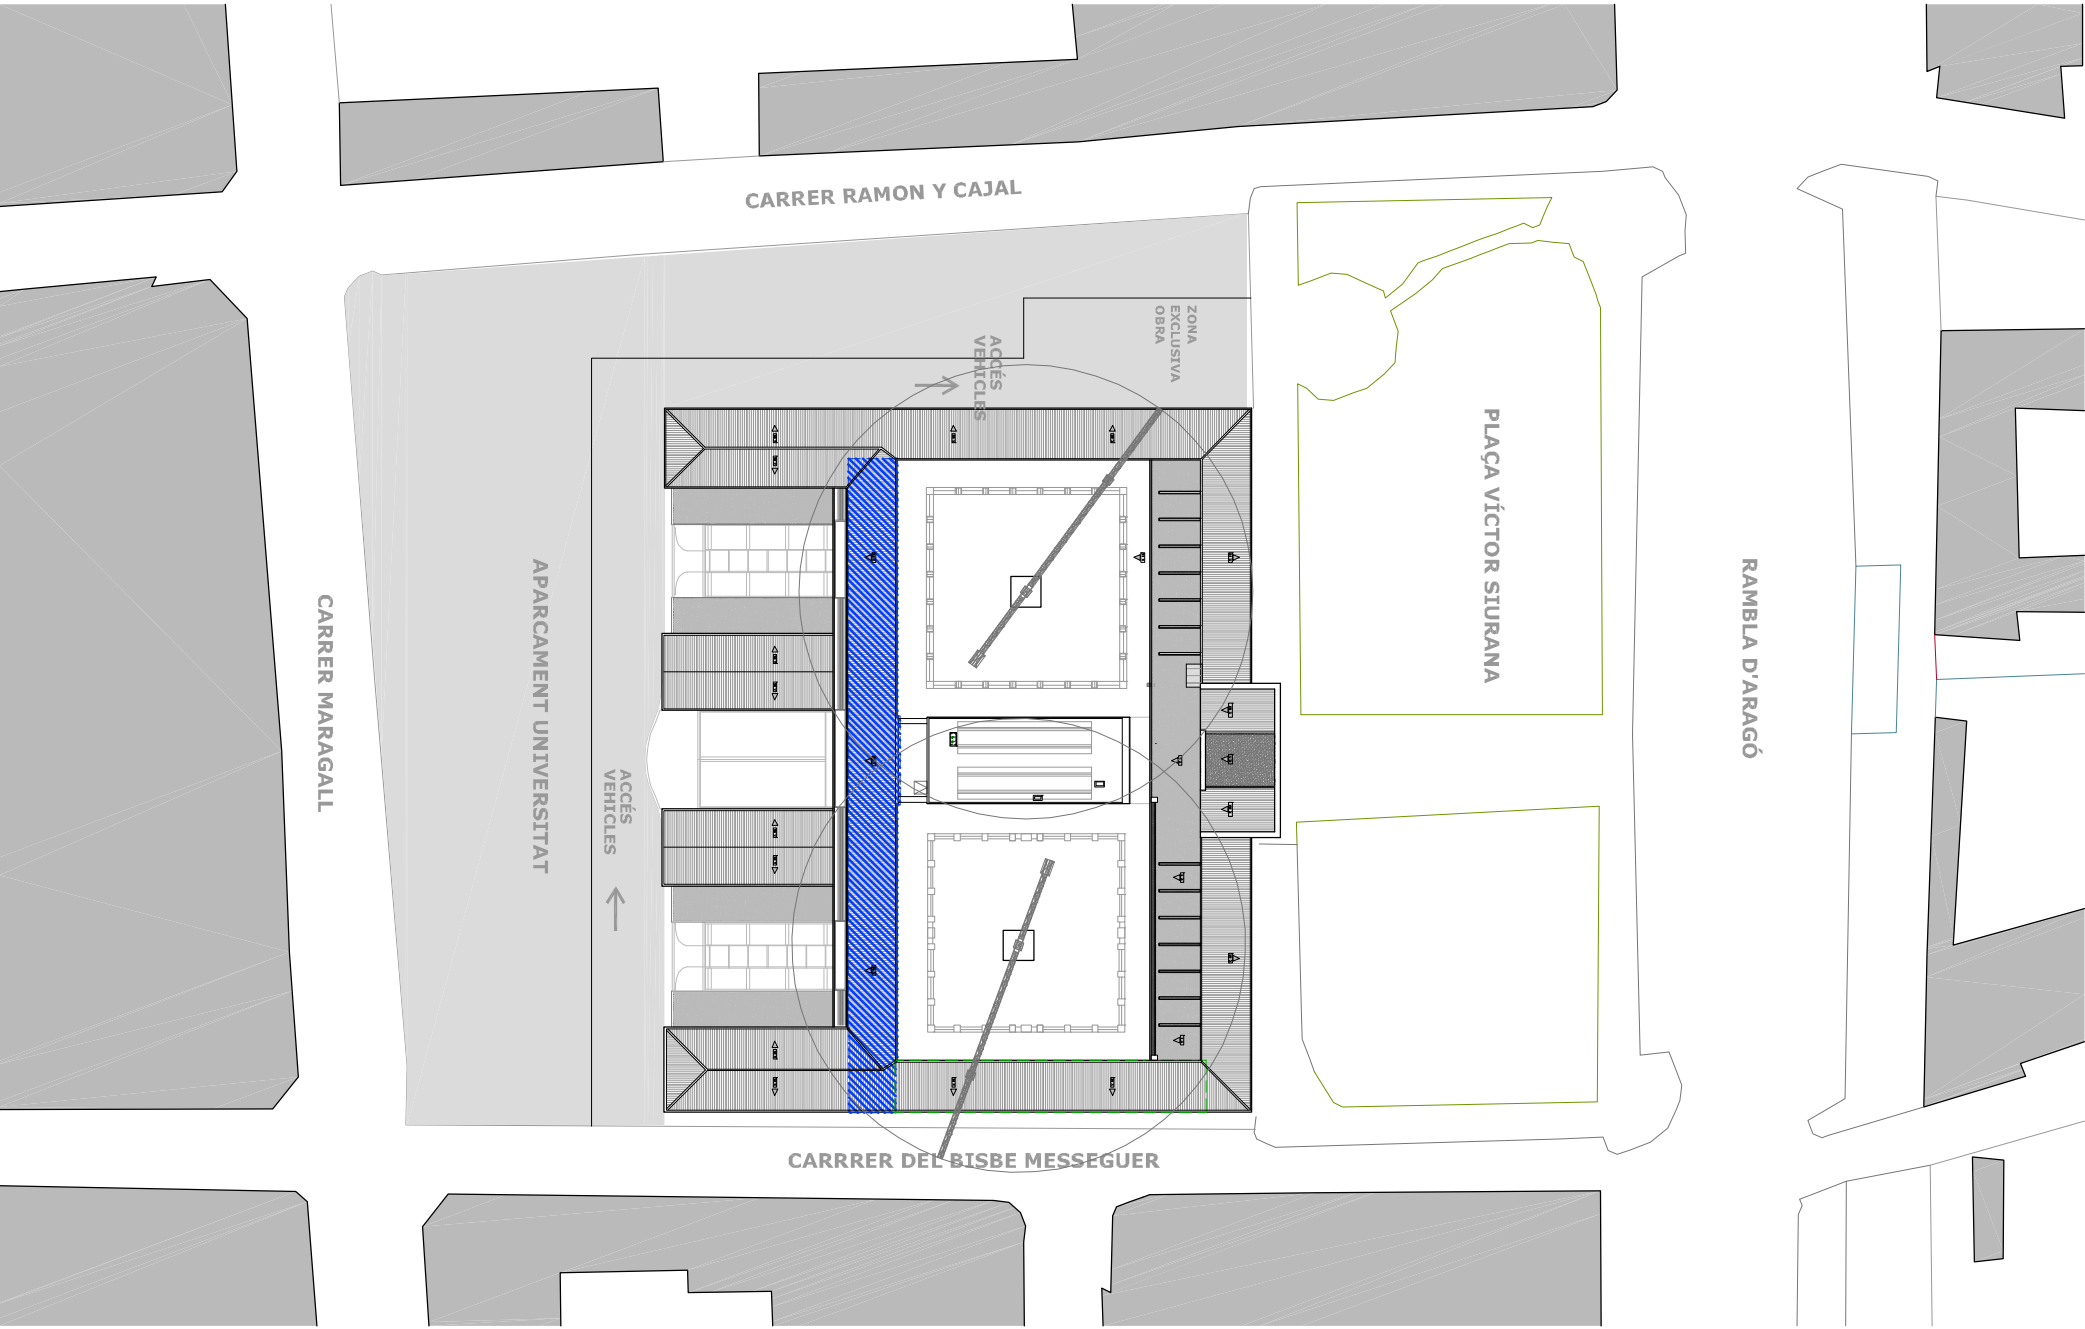 CARRER RAMON Y CAJAL
ZONA
EXCLUSIVA
OBRA
ACCÉS
VEHICLES
PLAÇA VÍCTOR SIURANA
RAMBLA D'ARAGÓ
APARCAMENT UNIVERSITAT
CARRER MARAGALL
ACCÉS
VEHICLES
CARRRER DEL BISBE MESSEGUER